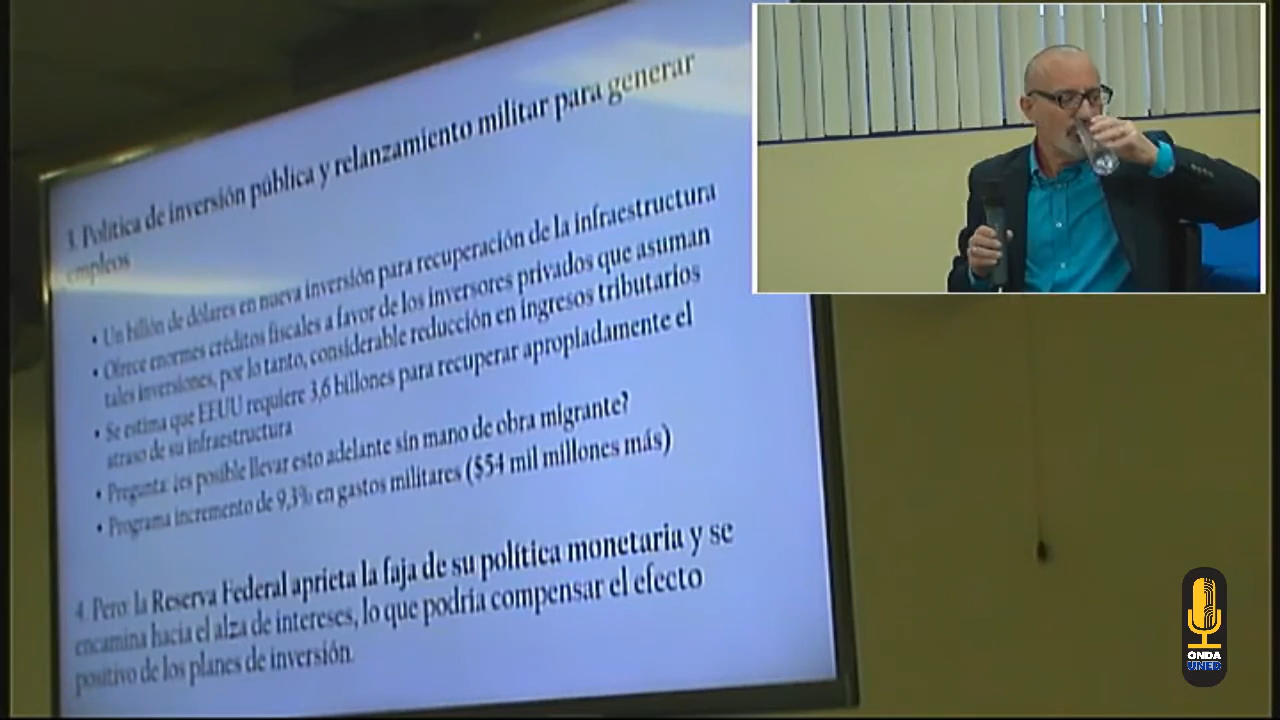 3. Política de inversión pública y relanzamiento militar para generar
empleos
• Un billón de dólares en nueva inversión para recuperación de la infraestructura
• Ofrece enormes créditos fiscales a favor de los inversores privados que asuman
tales inversiones, por lo tanto, considerable reducción en ingresos tributarios
• Se estima que EEUU requiere 3,6 billones para recuperar apropiadamente el
atraso de su infraestructura
• Pregunta: ¿es posible llevar esto adelante sin mano de obra migrante?
• Programa incremento de 9,3% en gastos militares ($54 mil millones más)
4. Pero: la Reserva Federal aprieta la faja de su política monetaria y se
encamina hacia el alza de intereses, lo que podría compensar el efecto
positivo de los planes de inversión.
ONDA
UNEB